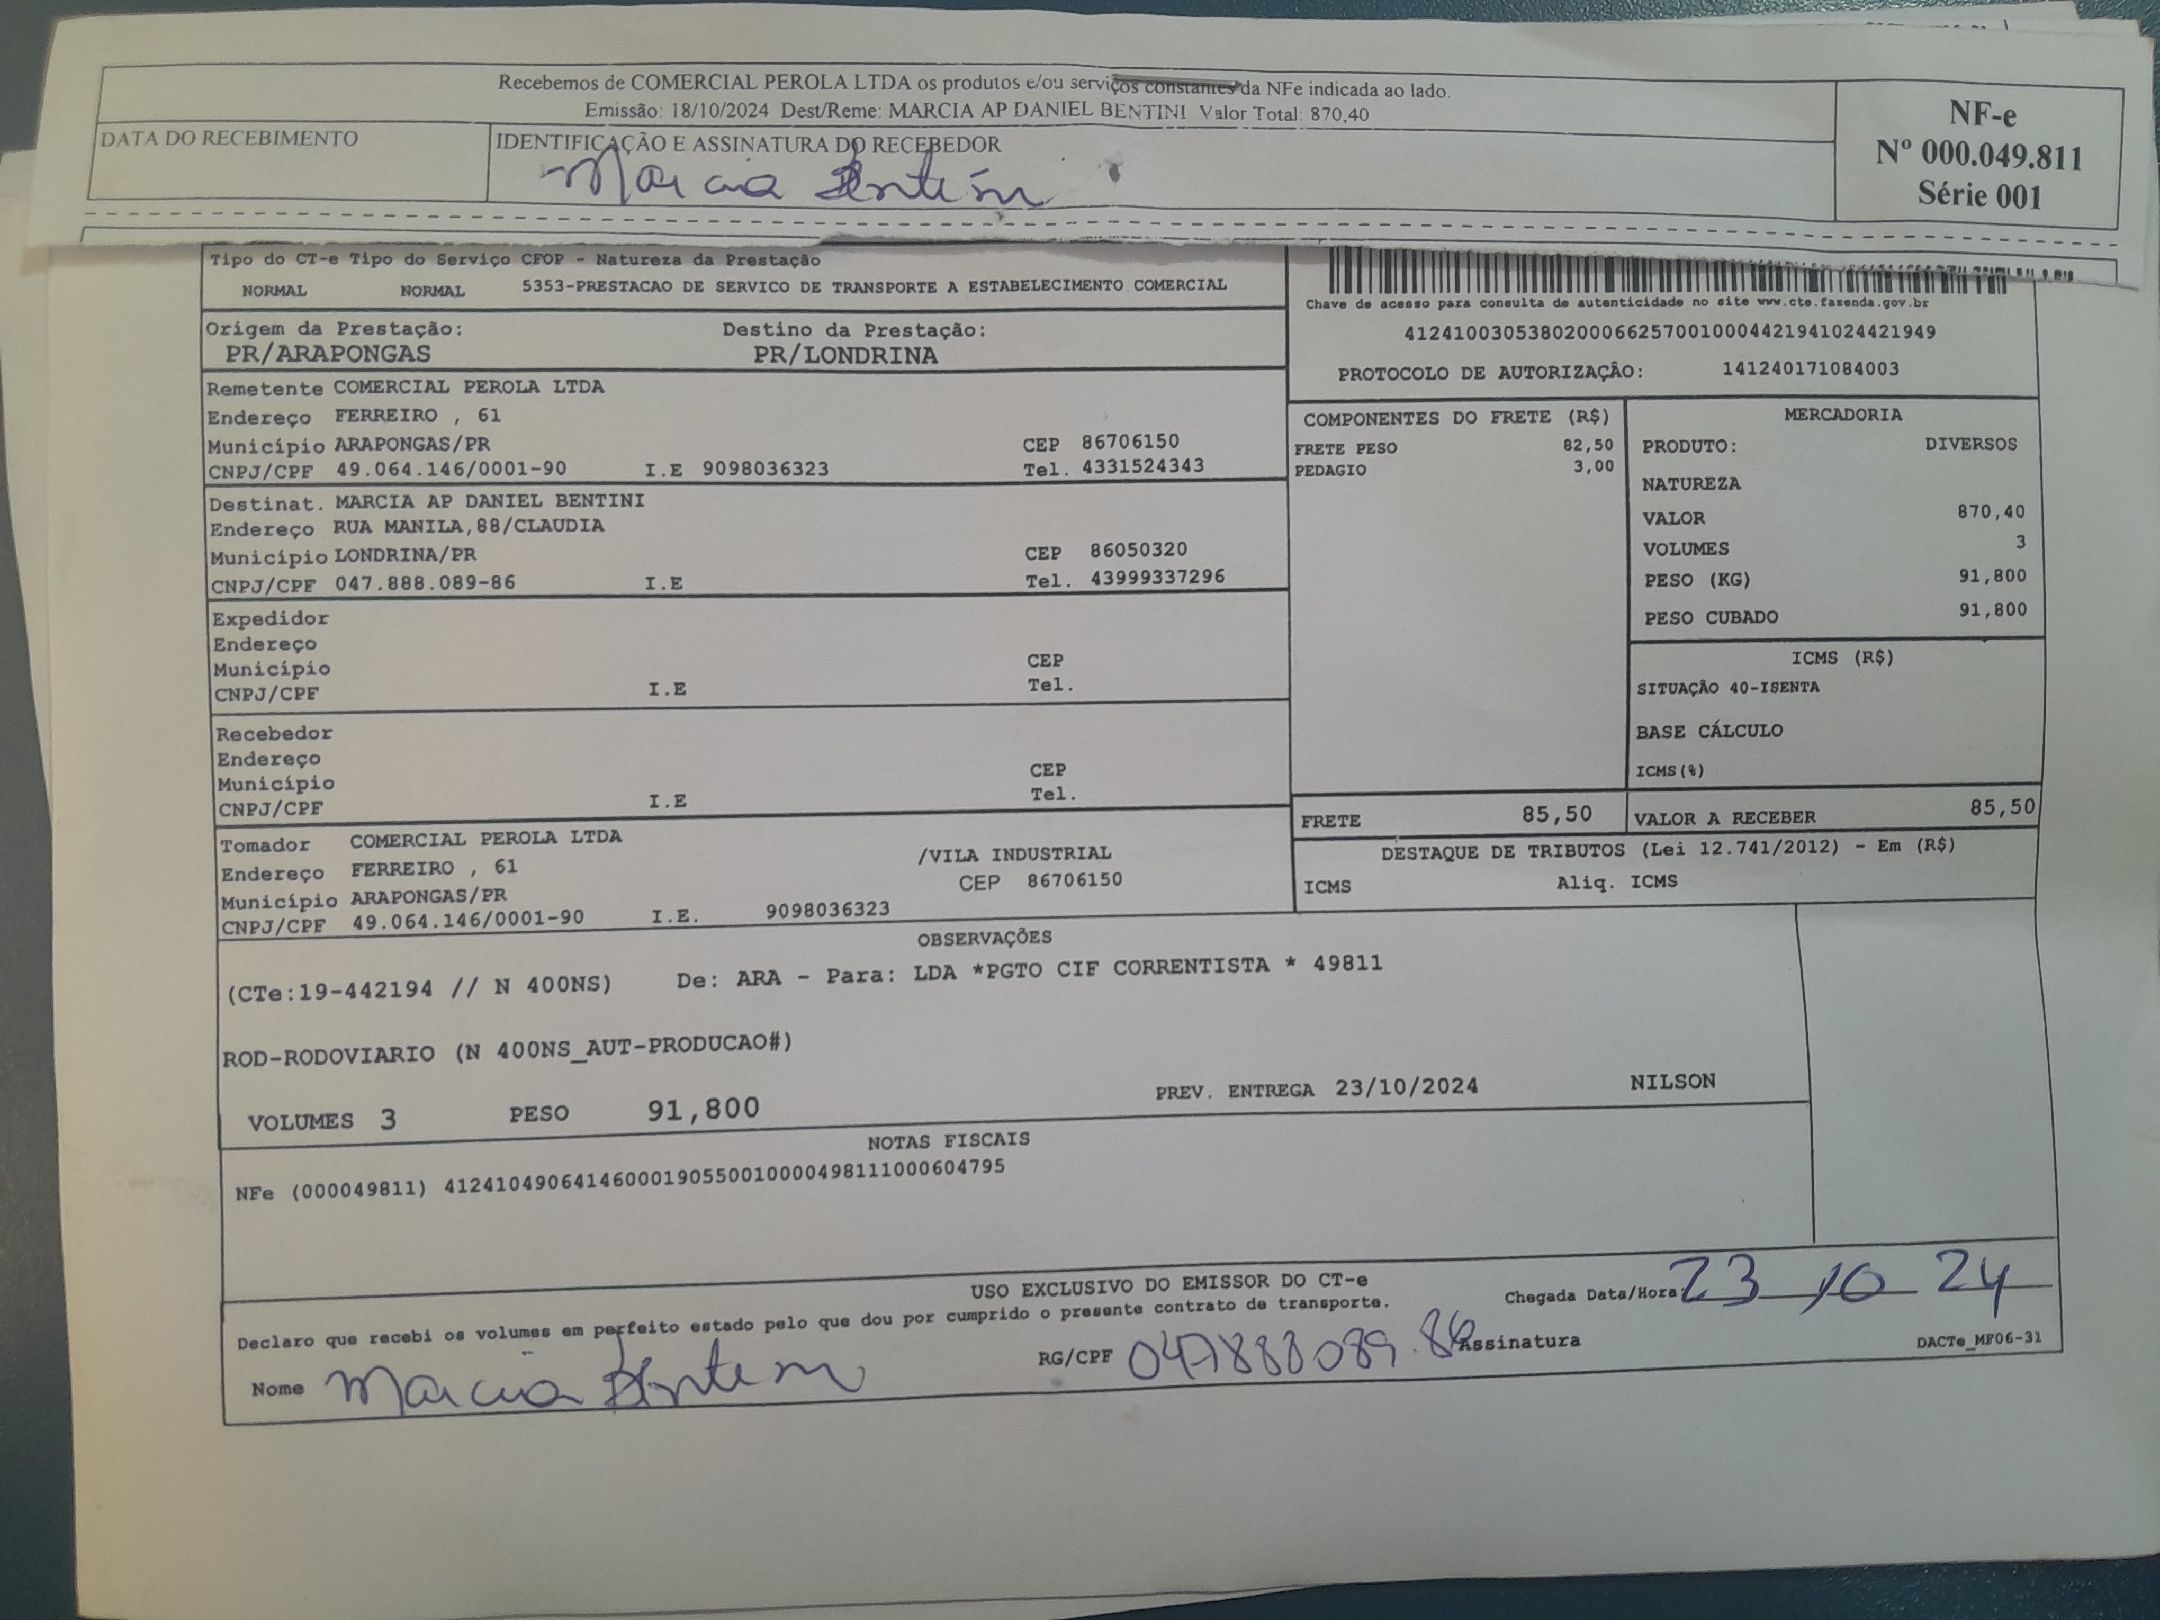 Recebemos de COMERCIAL PEROLA LTDA os produtos e/ou serviços constantes da NFe indicada ao lado.
Emissão: 18/10/2024 Dest/Reme: MARCIA AP DANIEL BENTINI Valor Total: 870,40
NF-e
Nº 000.049.811
Série 001
DATA DO RECEBIMENTO
IDENTIFICAÇÃO E ASSINATURA DO RECEBEDOR
Marcia Bentini
Tipo do CT-e Tipo do Serviço CFOP - Natureza da Prestação
NORMAL NORMAL 5353-PRESTACAO DE SERVICO DE TRANSPORTE A ESTABELECIMENTO COMERCIAL
Chave de acesso para consulta de autenticidade no site www.cte.fazenda.gov.br
41241003053802000662570010004421941024421949
PROTOCOLO DE AUTORIZAÇÃO: 141240171084003
Origem da Prestação: Destino da Prestação:
PR/ARAPONGAS PR/LONDRINA
Remetente COMERCIAL PEROLA LTDA
Endereço FERREIRO , 61
Município ARAPONGAS/PR CEP 86706150
CNPJ/CPF 49.064.146/0001-90 I.E 9098036323 Tel. 4331524343
Destinat. MARCIA AP DANIEL BENTINI
Endereço RUA MANILA,88/CLAUDIA
Município LONDRINA/PR CEP 86050320
CNPJ/CPF 047.888.089-86 I.E Tel. 43999337296
Expedidor
Endereço
Município CEP
CNPJ/CPF I.E Tel.
Recebedor
Endereço
Município CEP
CNPJ/CPF I.E Tel.
Tomador COMERCIAL PEROLA LTDA
Endereço FERREIRO , 61 /VILA INDUSTRIAL
Município ARAPONGAS/PR CEP 86706150
CNPJ/CPF 49.064.146/0001-90 I.E. 9098036323
COMPONENTES DO FRETE (R$)
FRETE PESO 82,50
PEDAGIO 3,00
MERCADORIA
PRODUTO: DIVERSOS
NATUREZA
VALOR 870,40
VOLUMES 3
PESO (KG) 91,800
PESO CUBADO 91,800
ICMS (R$)
SITUAÇÃO 40-ISENTA
BASE CÁLCULO
ICMS(%)
FRETE 85,50 VALOR A RECEBER 85,50
DESTAQUE DE TRIBUTOS (Lei 12.741/2012) - Em (R$)
ICMS Aliq. ICMS
OBSERVAÇÕES
(CTe:19-442194 // N 400NS) De: ARA - Para: LDA *PGTO CIF CORRENTISTA * 49811
ROD-RODOVIARIO (N 400NS_AUT-PRODUCAO#)
VOLUMES 3 PESO 91,800 PREV. ENTREGA 23/10/2024 NILSON
NOTAS FISCAIS
NFe (000049811) 41241049064146000190550010000498111000604795
USO EXCLUSIVO DO EMISSOR DO CT-e
Declaro que recebi os volumes em perfeito estado pelo que dou por cumprido o presente contrato de transporte.
Chegada Data/Hora: 23/10 24
Nome Marcia Bentini RG/CPF 047888089.86 Assinatura
DACTe_MF06-31